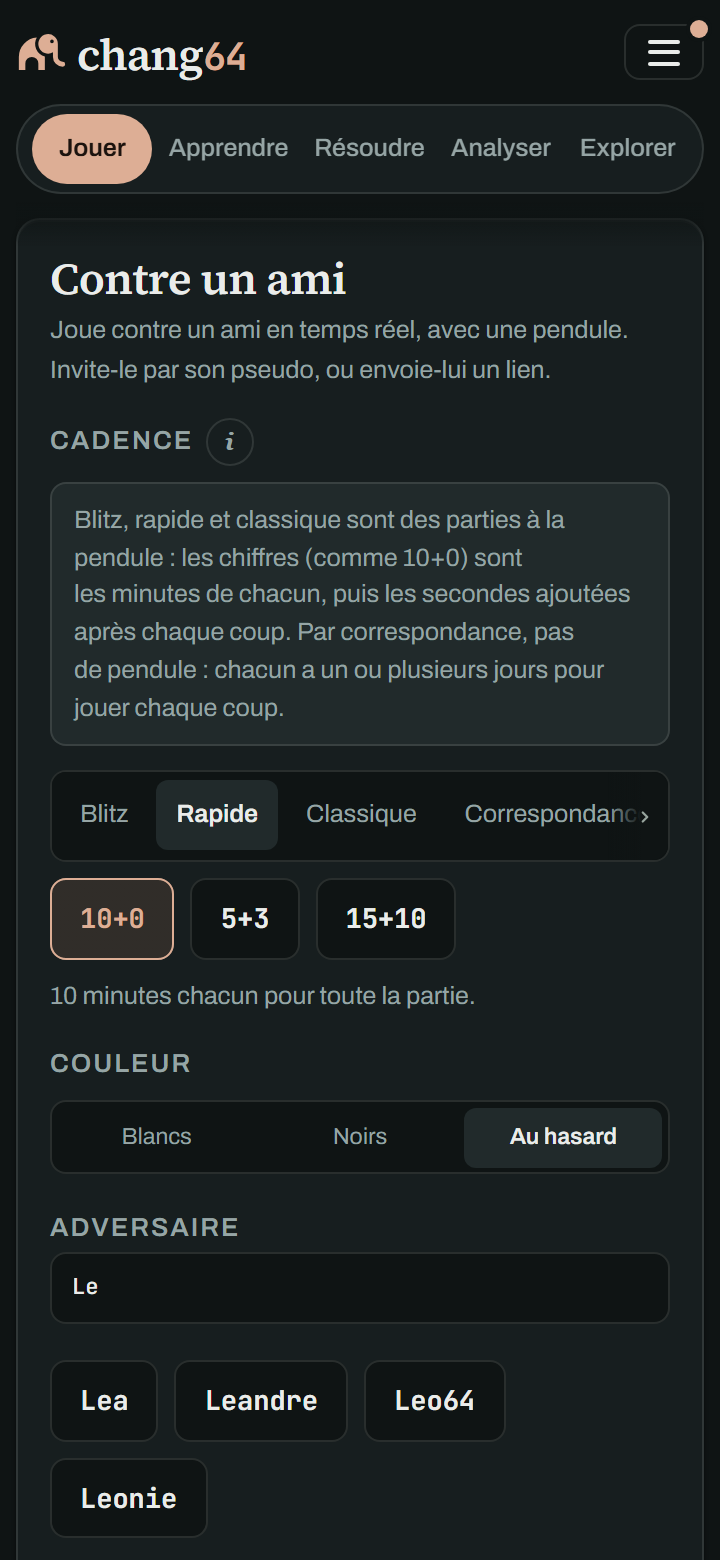 chang64
Jouer Apprendre Résoudre Analyser Explorer
Contre un ami
Joue contre un ami en temps réel, avec une pendule.
Invite-le par son pseudo, ou envoie-lui un lien.
CADENCE i
Blitz, rapide et classique sont des parties à la
pendule : les chiffres (comme 10+0) sont
les minutes de chacun, puis les secondes ajoutées
après chaque coup. Par correspondance, pas
de pendule : chacun a un ou plusieurs jours pour
jouer chaque coup.
Blitz Rapide Classique Correspondanc ›
10+0 5+3 15+10
10 minutes chacun pour toute la partie.
COULEUR
Blancs Noirs Au hasard
ADVERSAIRE
Le
Lea Leandre Leo64
Leonie